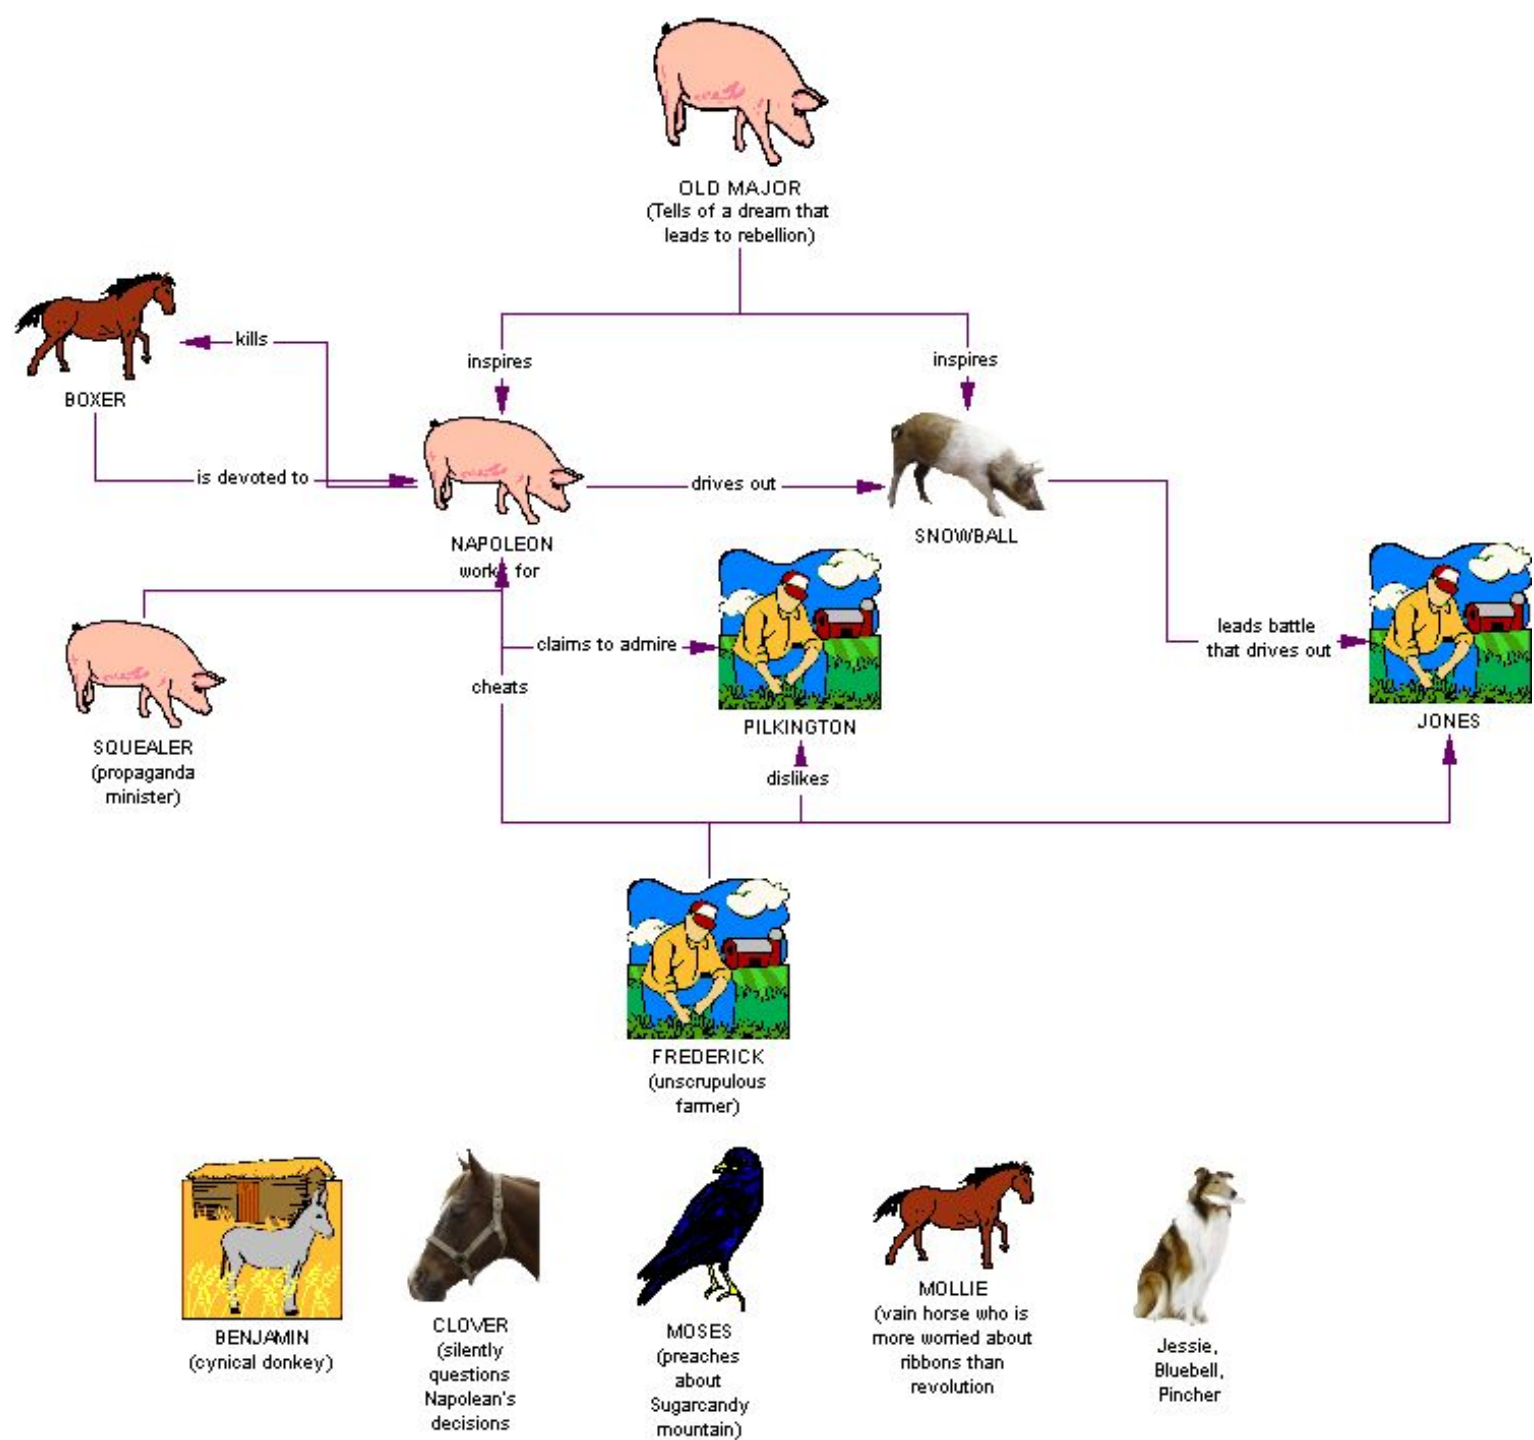 OLD MAJOR
(Tells of a dream that
leads to rebellion)
kills
inspires
inspires
BOXER
is devoted to
drives out
NAPOLEON
works for
SNOWBALL
claims to admire
leads battle
that drives out
cheats
SQUEALER
(propaganda
minister)
PILKINGTON
JONES
dislikes
FREDERICK
(unscrupulous
farmer)
BENJAMIN
(cynical donkey)
CLOVER
(silently
questions
Napolean's
decisions
MOSES
(preaches
about
Sugarcandy
mountain)
MOLLIE
(vain horse who is
more worried about
ribbons than
revolution
Jessie,
Bluebell,
Pincher